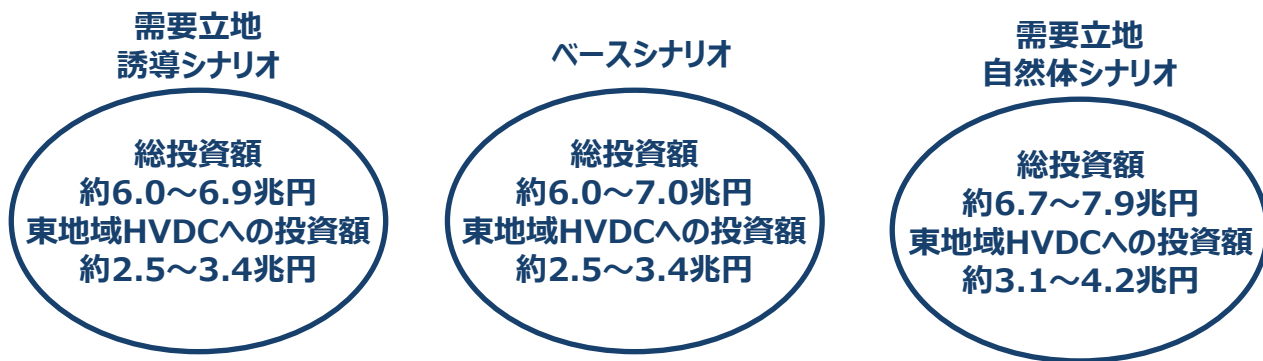 需要立地
誘導シナリオ
総投資額
約6.0～6.9兆円
東地域HVDCへの投資額
約2.5～3.4兆円
ベースシナリオ
総投資額
約6.0～7.0兆円
東地域HVDCへの投資額
約2.5～3.4兆円
需要立地
自然体シナリオ
総投資額
約6.7～7.9兆円
東地域HVDCへの投資額
約3.1～4.2兆円